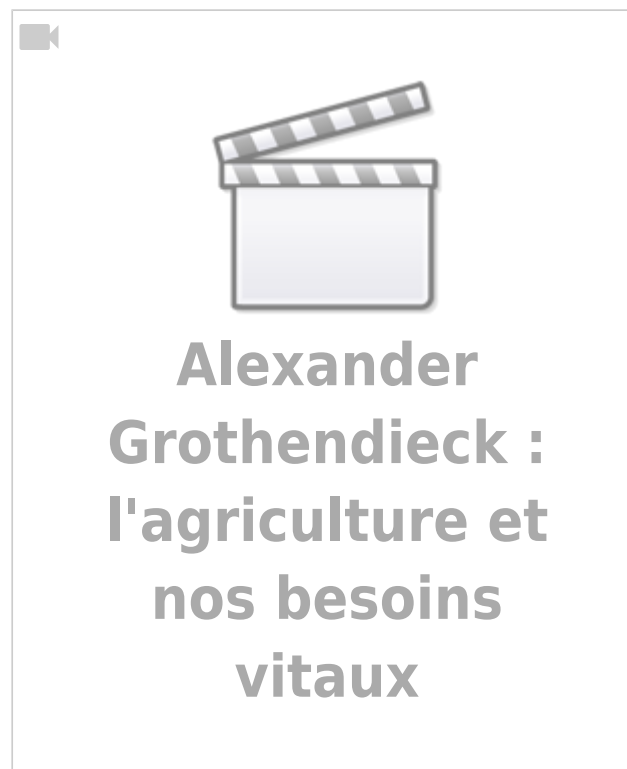 Alexander
Grothendieck :
l'agriculture et
nos besoins
vitaux